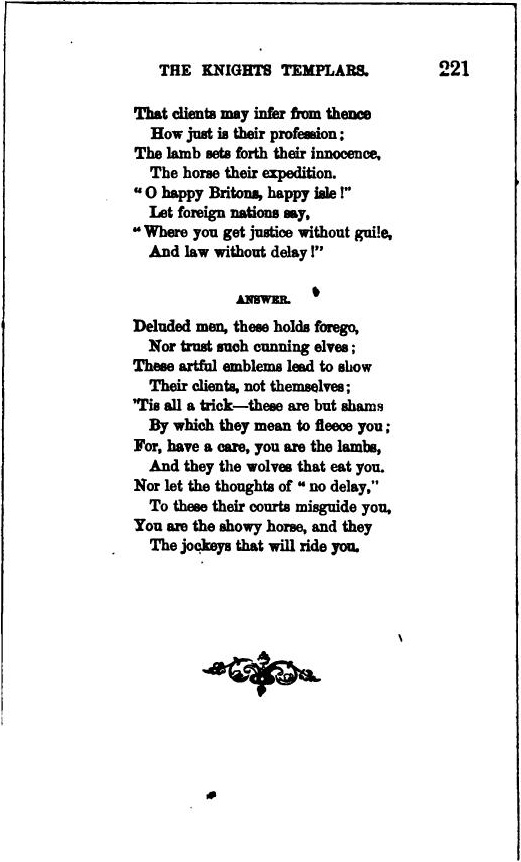 THE KNIGHTS TEMPLARS. 221
That clients may infer from thence
How just is their profession;
The lamb sets forth their innocence,
The horse their expedition.
"O happy Britons, happy isle!"
Let foreign nations say,
"Where you get justice without guile,
And law without delay!"
ANSWER.
Deluded men, these holds forego,
Nor trust such cunning elves;
These artful emblems lead to show
Their clients, not themselves;
'Tis all a trick—these are but shams
By which they mean to fleece you;
For, have a care, you are the lambs,
And they the wolves that eat you.
Nor let the thoughts of "no delay,"
To these their courts misguide you,
You are the showy horse, and they
The jockeys that will ride you.